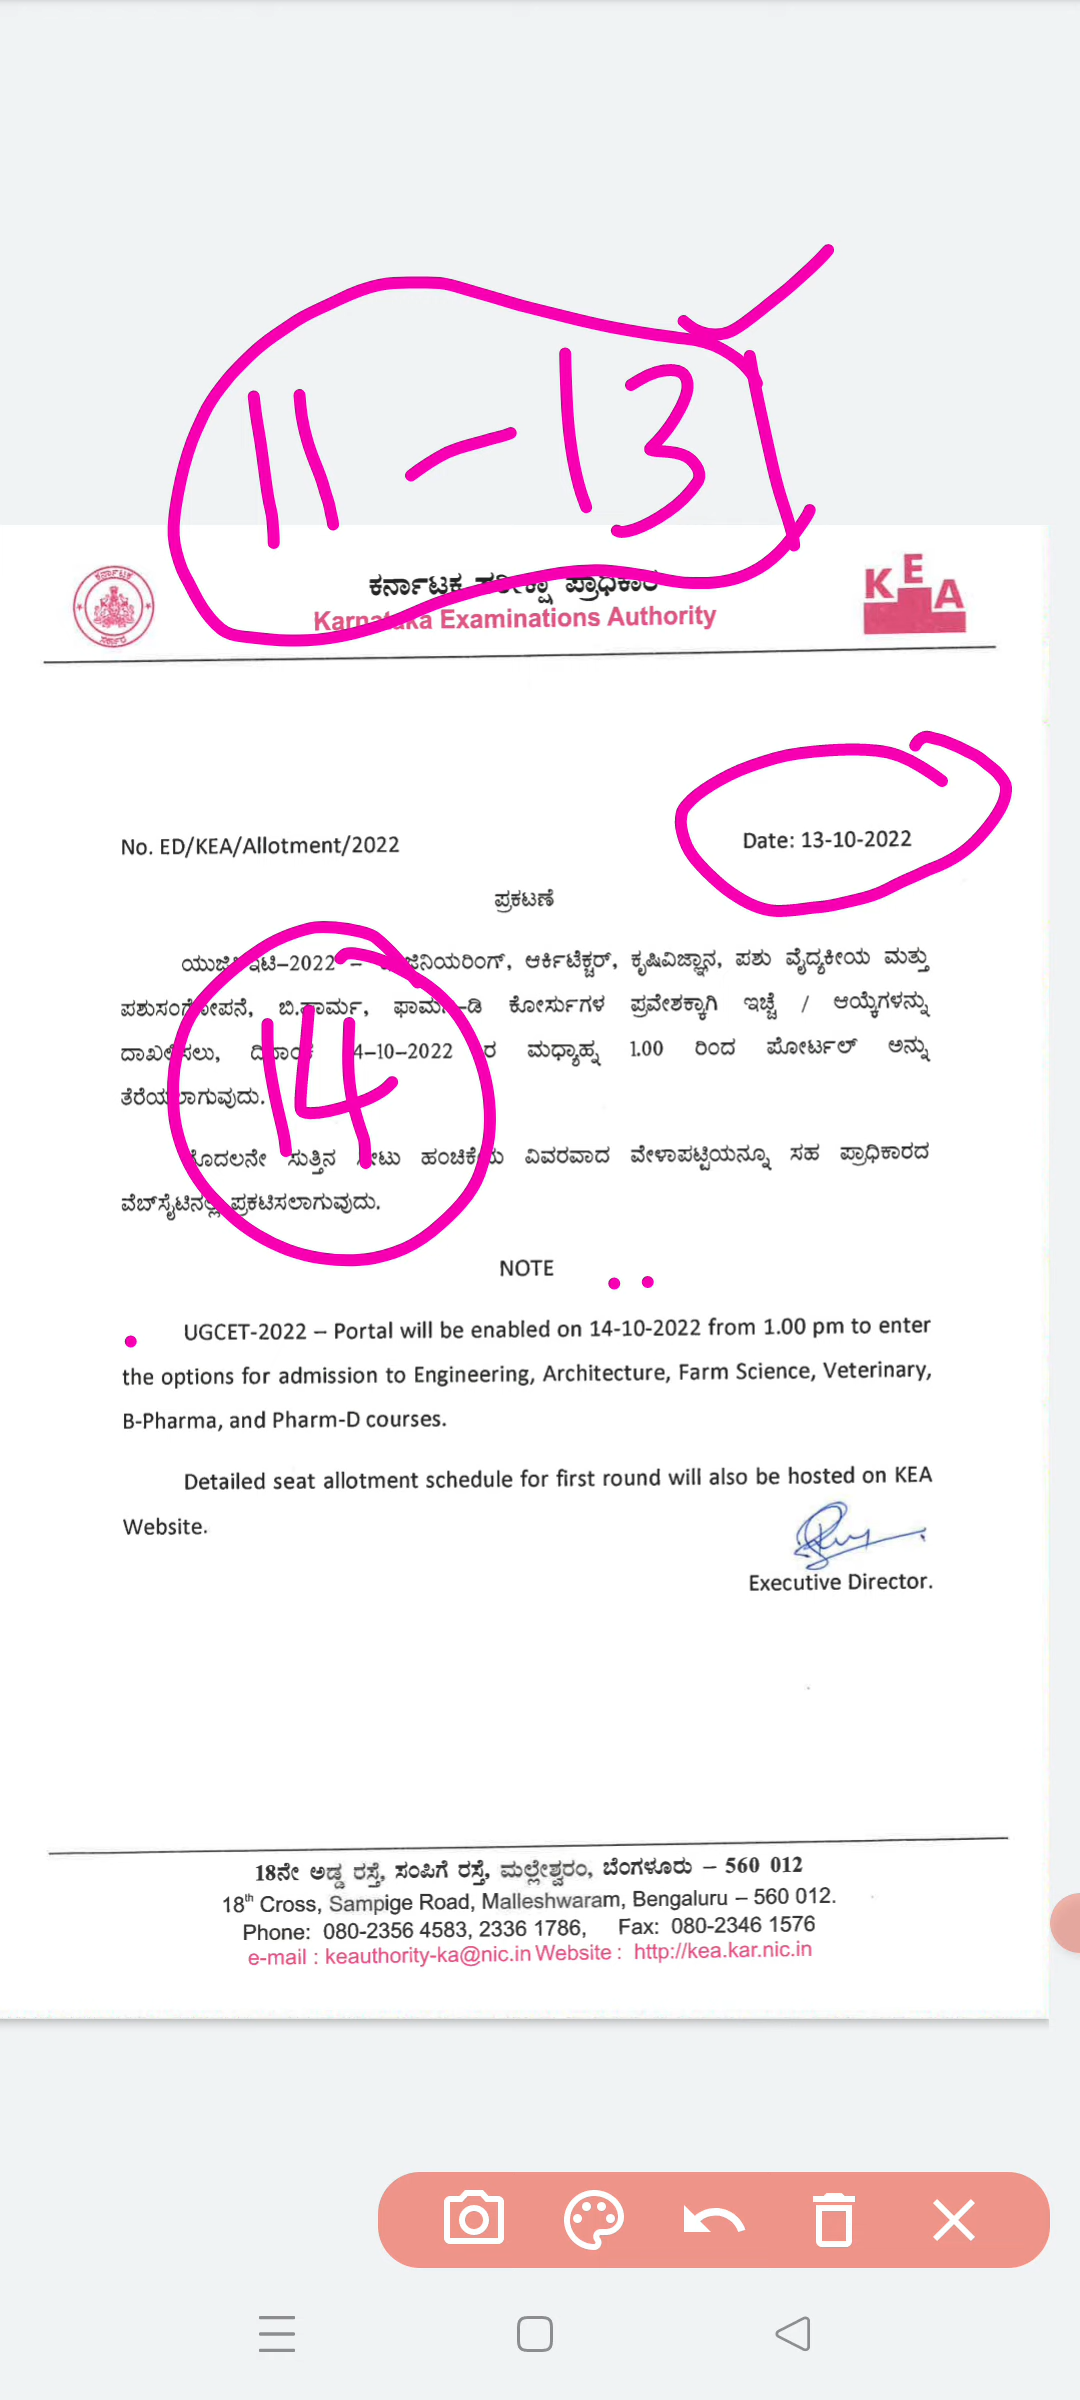 11 - 13
ಕರ್ನಾಟಕ ಪರೀಕ್ಷಾ ಪ್ರಾಧಿಕಾರ
Karnataka Examinations Authority
ಕರ್ನಾಟಕ
ಸರ್ಕಾರ
KEA
No. ED/KEA/Allotment/2022
Date: 13-10-2022
ಪ್ರಕಟಣೆ
ಯುಜಿಸಿಇಟಿ–2022 – ಇಂಜಿನಿಯರಿಂಗ್, ಆರ್ಕಿಟೆಕ್ಚರ್, ಕೃಷಿವಿಜ್ಞಾನ, ಪಶು ವೈದ್ಯಕೀಯ ಮತ್ತು
ಪಶುಸಂಗೋಪನೆ, ಬಿ.ಫಾರ್ಮ, ಫಾರ್ಮ–ಡಿ ಕೋರ್ಸುಗಳ ಪ್ರವೇಶಕ್ಕಾಗಿ ಇಚ್ಛೆ / ಆಯ್ಕೆಗಳನ್ನು
ದಾಖಲಿಸಲು, ದಿನಾಂಕ 14–10–2022 ರ ಮಧ್ಯಾಹ್ನ 1.00 ರಿಂದ ಪೋರ್ಟಲ್ ಅನ್ನು
ತೆರೆಯಲಾಗುವುದು.
14
ಮೊದಲನೇ ಸುತ್ತಿನ ಸೀಟು ಹಂಚಿಕೆಯ ವಿವರವಾದ ವೇಳಾಪಟ್ಟಿಯನ್ನೂ ಸಹ ಪ್ರಾಧಿಕಾರದ
ವೆಬ್‌ಸೈಟಿನಲ್ಲಿ ಪ್ರಕಟಿಸಲಾಗುವುದು.
NOTE
UGCET-2022 – Portal will be enabled on 14-10-2022 from 1.00 pm to enter
the options for admission to Engineering, Architecture, Farm Science, Veterinary,
B-Pharma, and Pharm-D courses.
Detailed seat allotment schedule for first round will also be hosted on KEA
Website.
Executive Director.
18ನೇ ಅಡ್ಡ ರಸ್ತೆ, ಸಂಪಿಗೆ ರಸ್ತೆ, ಮಲ್ಲೇಶ್ವರಂ, ಬೆಂಗಳೂರು – 560 012
18th Cross, Sampige Road, Malleshwaram, Bengaluru – 560 012.
Phone: 080-2356 4583, 2336 1786, Fax: 080-2346 1576
e-mail : keauthority-ka@nic.in Website : http://kea.kar.nic.in